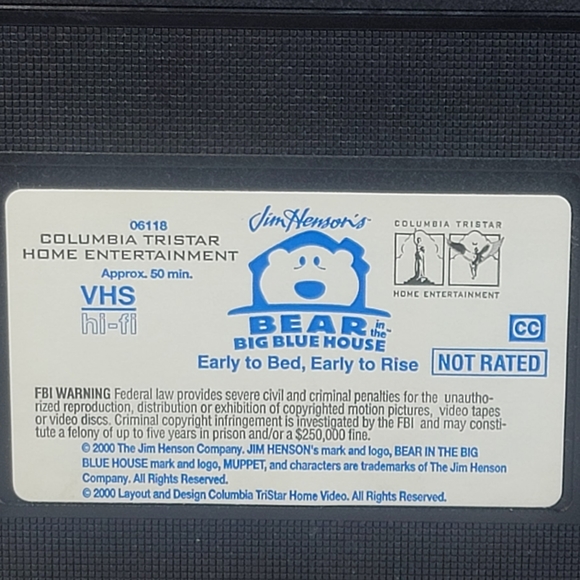 06118
COLUMBIA TRISTAR
HOME ENTERTAINMENT
Approx. 50 min.
VHS
hi-fi
Jim Henson's
BEAR in the™
BIG BLUE HOUSE
Early to Bed, Early to Rise
COLUMBIA TRISTAR
HOME ENTERTAINMENT
CC
NOT RATED
FBI WARNING Federal law provides severe civil and criminal penalties for the unautho-
rized reproduction, distribution or exhibition of copyrighted motion pictures, video tapes
or video discs. Criminal copyright infringement is investigated by the FBI and may consti-
tute a felony of up to five years in prison and/or a $250,000 fine.
© 2000 The Jim Henson Company. JIM HENSON's mark and logo, BEAR IN THE BIG
BLUE HOUSE mark and logo, MUPPET, and characters are trademarks of The Jim Henson
Company. All Rights Reserved.
© 2000 Layout and Design Columbia TriStar Home Video. All Rights Reserved.